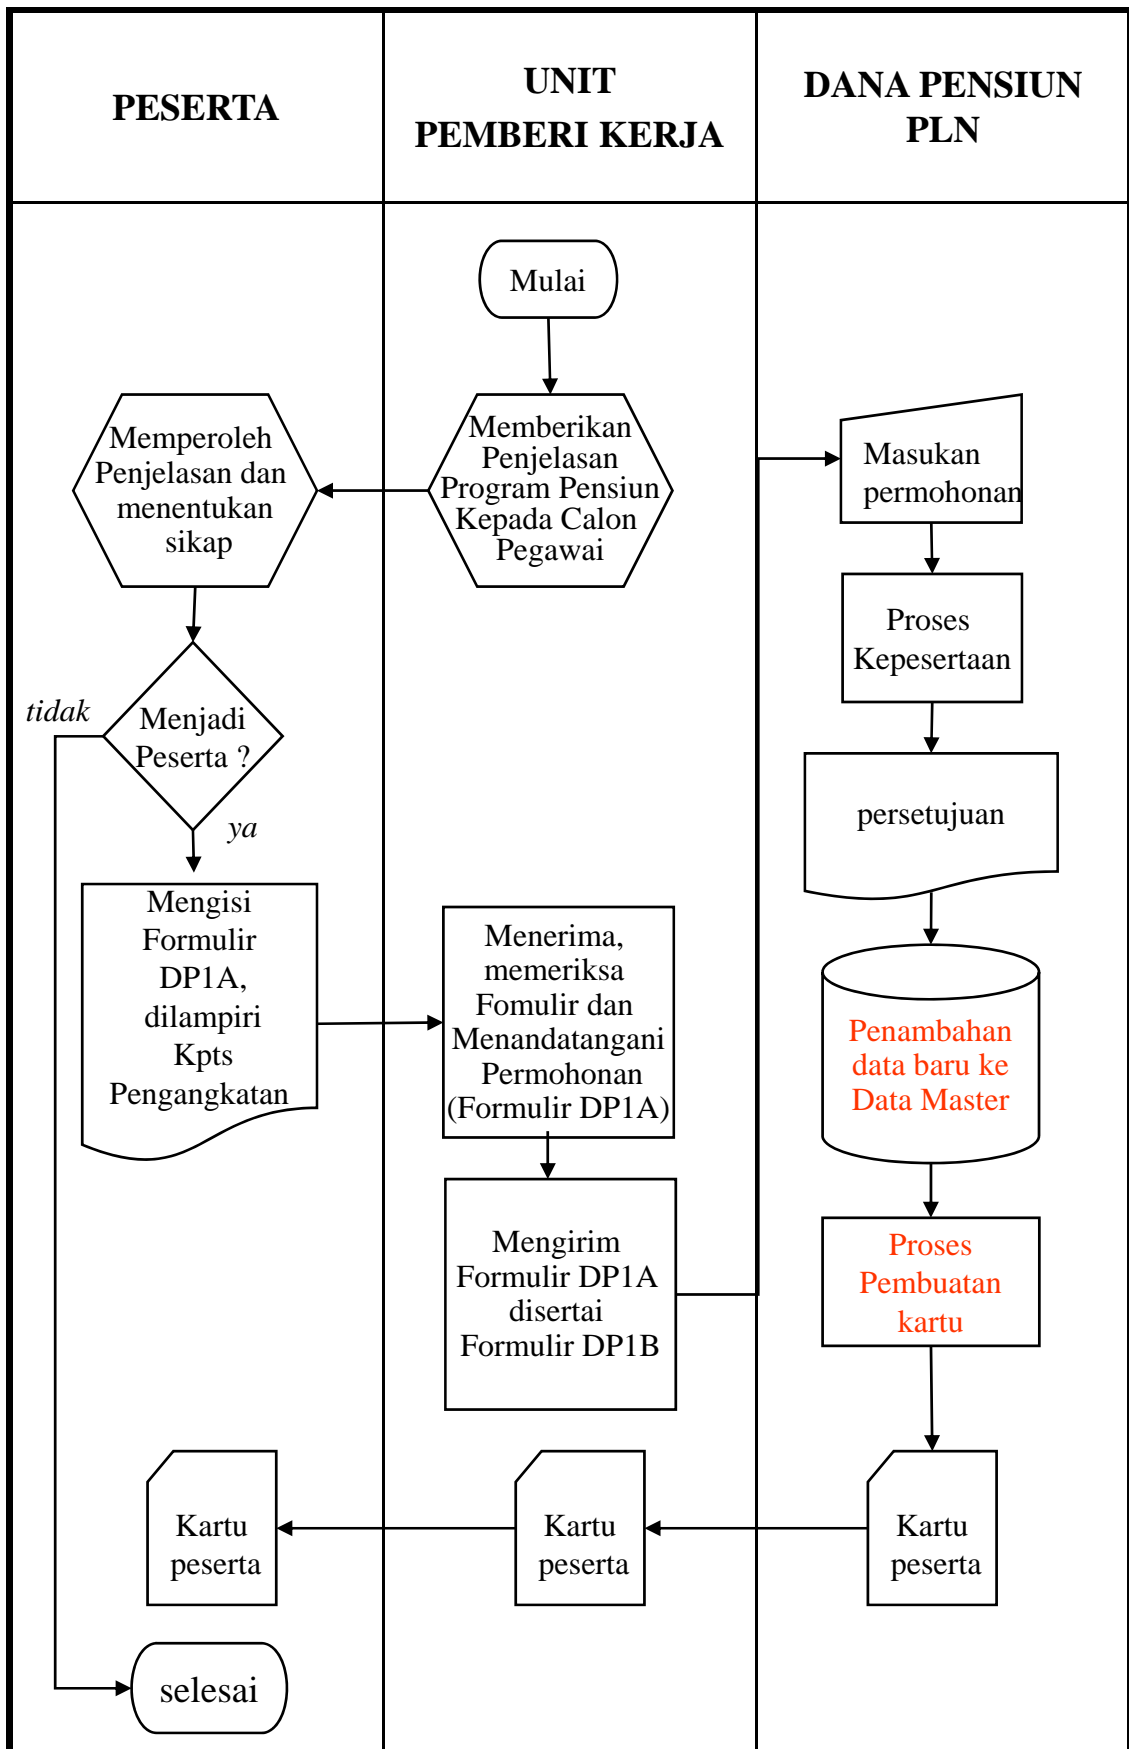 PESERTA
UNIT
PEMBERI KERJA
DANA PENSIUN
PLN
Mulai
Memperoleh
Penjelasan dan
menentukan
sikap
Memberikan
Penjelasan
Program Pensiun
Kepada Calon
Pegawai
Masukan
permohonan
Proses
Kepesertaan
tidak
Menjadi
Peserta ?
ya
persetujuan
Mengisi
Formulir
DP1A,
dilampiri
Kpts
Pengangkatan
Menerima,
memeriksa
Fomulir dan
Menandatangani
Permohonan
(Formulir DP1A)
Penambahan
data baru ke
Data Master
Mengirim
Formulir DP1A
disertai
Formulir DP1B
Proses
Pembuatan
kartu
Kartu
peserta
Kartu
peserta
Kartu
peserta
selesai